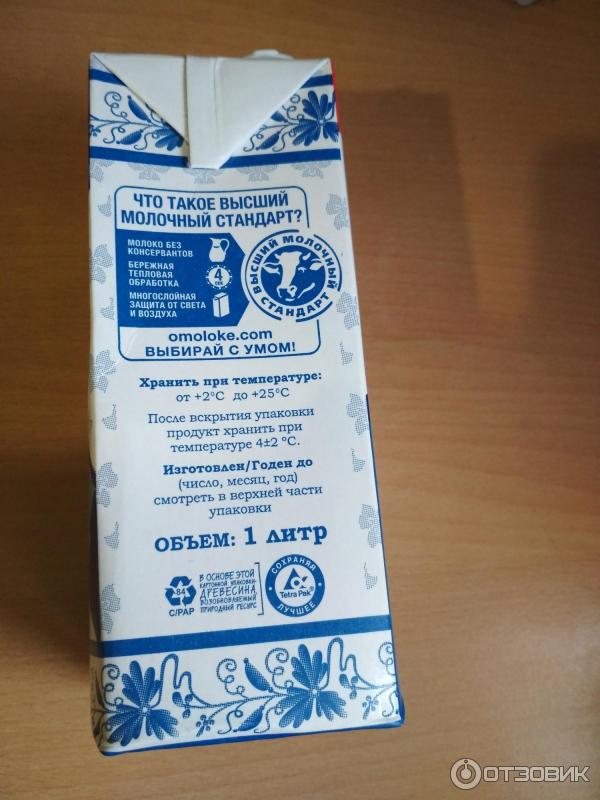 ЧТО ТАКОЕ ВЫСШИЙ
МОЛОЧНЫЙ СТАНДАРТ?
МОЛОКО БЕЗ
КОНСЕРВАНТОВ
БЕРЕЖНАЯ
ТЕПЛОВАЯ
ОБРАБОТКА
4
СЕК
МНОГОСЛОЙНАЯ
ЗАЩИТА ОТ СВЕТА
И ВОЗДУХА
ВЫСШИЙ МОЛОЧНЫЙ
СТАНДАРТ
omoloke.com
ВЫБИРАЙ С УМОМ!
Хранить при температуре:
от +2°C до +25°C
После вскрытия упаковки
продукт хранить при
температуре 4±2 °C.
Изготовлен/Годен до
(число, месяц, год)
смотреть в верхней части
упаковки
ОБЪЕМ: 1 литр
84
C/PAP
В ОСНОВЕ ЭТОЙ
КАРТОННОЙ УПАКОВКИ-
ДРЕВЕСИНА,
ВОЗОБНОВЛЯЕМЫЙ
ПРИРОДНЫЙ РЕСУРС
СОХРАНЯЯ
Tetra Pak®
ЛУЧШЕЕ
ОТЗОВИК